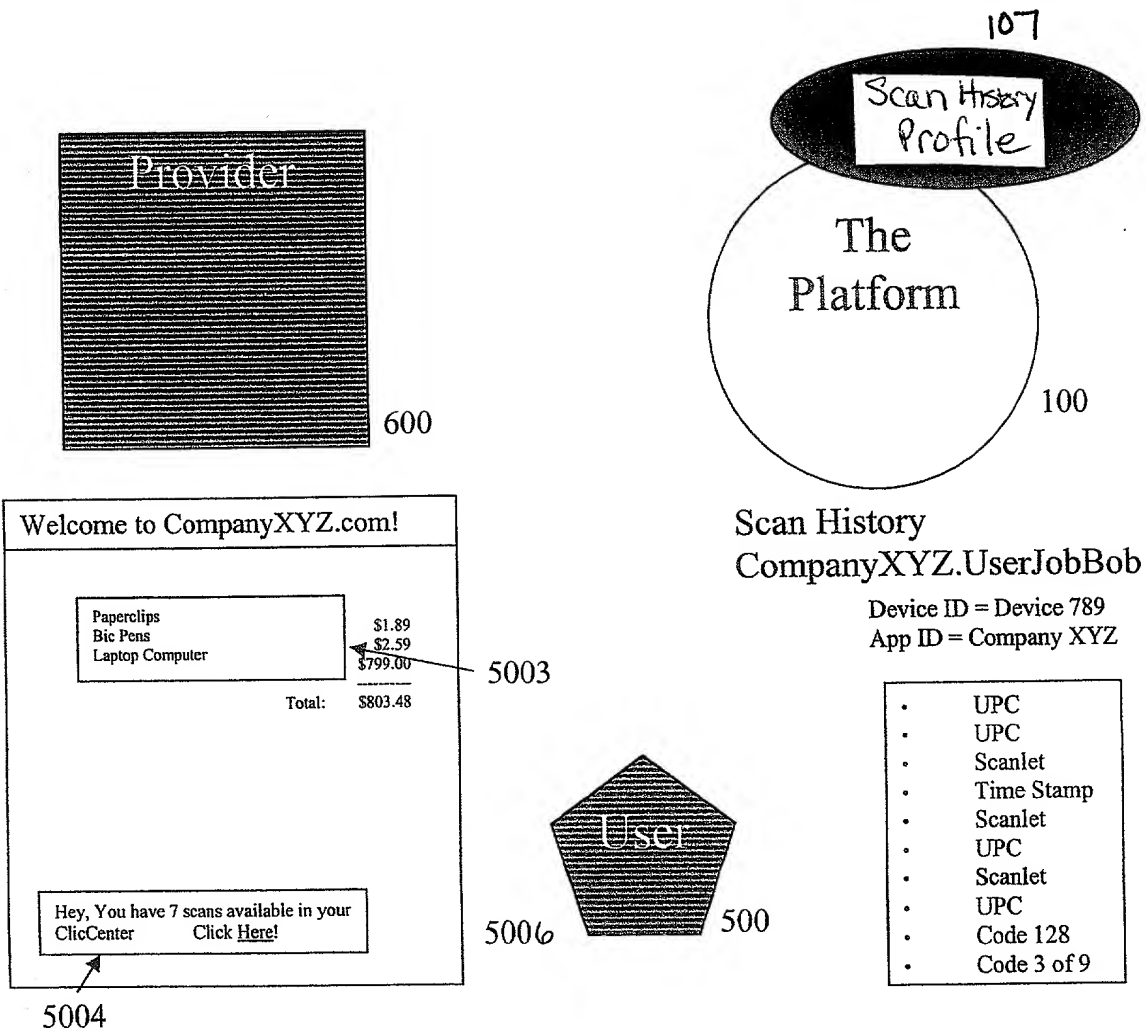 107
Scan History
Profile
Provider
The
Platform
600
100
Welcome to CompanyXYZ.com!
Paperclips $1.89
Bic Pens $2.59
Laptop Computer $799.00
Total: $803.48
5003
Hey, You have 7 scans available in your
ClicCenter Click Here!
5004
User
5006
500
Scan History
CompanyXYZ.UserJobBob
Device ID = Device 789
App ID = Company XYZ
· UPC
· UPC
· Scanlet
· Time Stamp
· Scanlet
· UPC
· Scanlet
· UPC
· Code 128
· Code 3 of 9